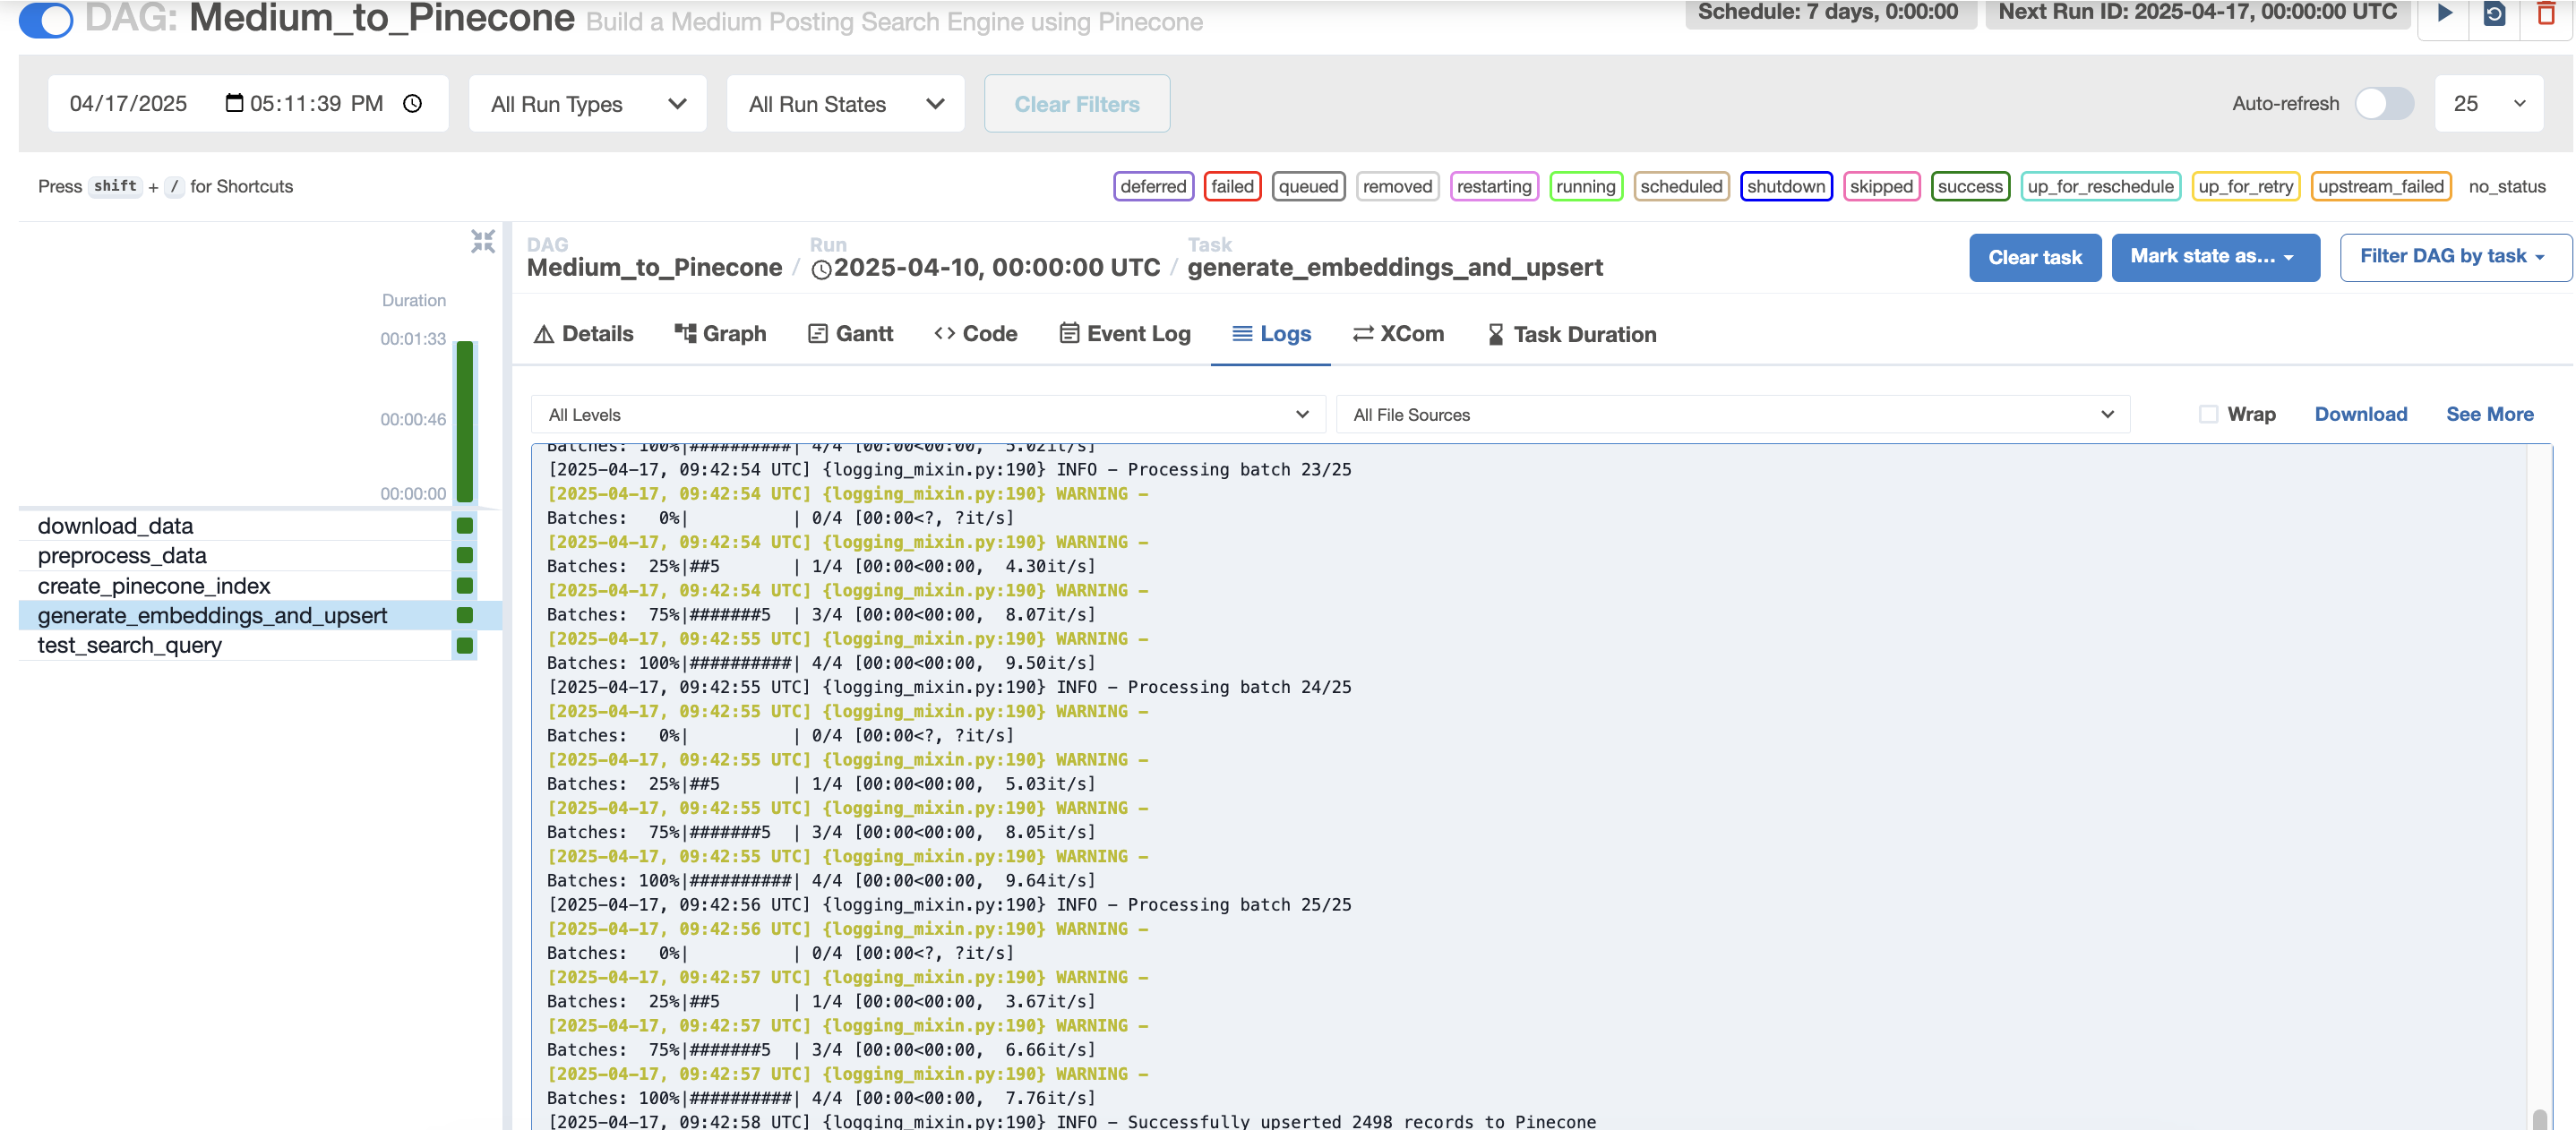 DAG: Medium_to_Pinecone Build a Medium Posting Search Engine using Pinecone Schedule: 7 days, 0:00:00 Next Run ID: 2025-04-17, 00:00:00 UTC
04/17/2025 05:11:39 PM All Run Types All Run States Clear Filters Auto-refresh 25
Press shift + / for Shortcuts deferred failed queued removed restarting running scheduled shutdown skipped success up_for_reschedule up_for_retry upstream_failed no_status
Duration
00:01:33
00:00:46
00:00:00
download_data
preprocess_data
create_pinecone_index
generate_embeddings_and_upsert
test_search_query
DAG Run Task
Medium_to_Pinecone / 2025-04-10, 00:00:00 UTC / generate_embeddings_and_upsert
Clear task Mark state as... Filter DAG by task
Details Graph Gantt <> Code Event Log Logs XCom Task Duration
All Levels All File Sources Wrap Download See More
Batches: 100%|##########| 4/4 [00:00<00:00, 5.02it/s]
[2025-04-17, 09:42:54 UTC] {logging_mixin.py:190} INFO - Processing batch 23/25
[2025-04-17, 09:42:54 UTC] {logging_mixin.py:190} WARNING -
Batches: 0%| | 0/4 [00:00<?, ?it/s]
[2025-04-17, 09:42:54 UTC] {logging_mixin.py:190} WARNING -
Batches: 25%|##5 | 1/4 [00:00<00:00, 4.30it/s]
[2025-04-17, 09:42:54 UTC] {logging_mixin.py:190} WARNING -
Batches: 75%|#######5 | 3/4 [00:00<00:00, 8.07it/s]
[2025-04-17, 09:42:55 UTC] {logging_mixin.py:190} WARNING -
Batches: 100%|##########| 4/4 [00:00<00:00, 9.50it/s]
[2025-04-17, 09:42:55 UTC] {logging_mixin.py:190} INFO - Processing batch 24/25
[2025-04-17, 09:42:55 UTC] {logging_mixin.py:190} WARNING -
Batches: 0%| | 0/4 [00:00<?, ?it/s]
[2025-04-17, 09:42:55 UTC] {logging_mixin.py:190} WARNING -
Batches: 25%|##5 | 1/4 [00:00<00:00, 5.03it/s]
[2025-04-17, 09:42:55 UTC] {logging_mixin.py:190} WARNING -
Batches: 75%|#######5 | 3/4 [00:00<00:00, 8.05it/s]
[2025-04-17, 09:42:55 UTC] {logging_mixin.py:190} WARNING -
Batches: 100%|##########| 4/4 [00:00<00:00, 9.64it/s]
[2025-04-17, 09:42:56 UTC] {logging_mixin.py:190} INFO - Processing batch 25/25
[2025-04-17, 09:42:56 UTC] {logging_mixin.py:190} WARNING -
Batches: 0%| | 0/4 [00:00<?, ?it/s]
[2025-04-17, 09:42:57 UTC] {logging_mixin.py:190} WARNING -
Batches: 25%|##5 | 1/4 [00:00<00:00, 3.67it/s]
[2025-04-17, 09:42:57 UTC] {logging_mixin.py:190} WARNING -
Batches: 75%|#######5 | 3/4 [00:00<00:00, 6.66it/s]
[2025-04-17, 09:42:57 UTC] {logging_mixin.py:190} WARNING -
Batches: 100%|##########| 4/4 [00:00<00:00, 7.76it/s]
[2025-04-17, 09:42:58 UTC] {logging_mixin.py:190} INFO - Successfully upserted 2498 records to Pinecone